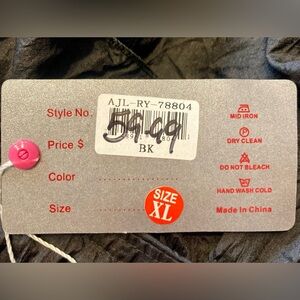 AJL-RY-78804
Style No.
59.99
BK
Price $
Color ....................
Size
SIZE
XL
MID IRON
DRY CLEAN
DO NOT BLEACH
HAND WASH COLD
Made In China